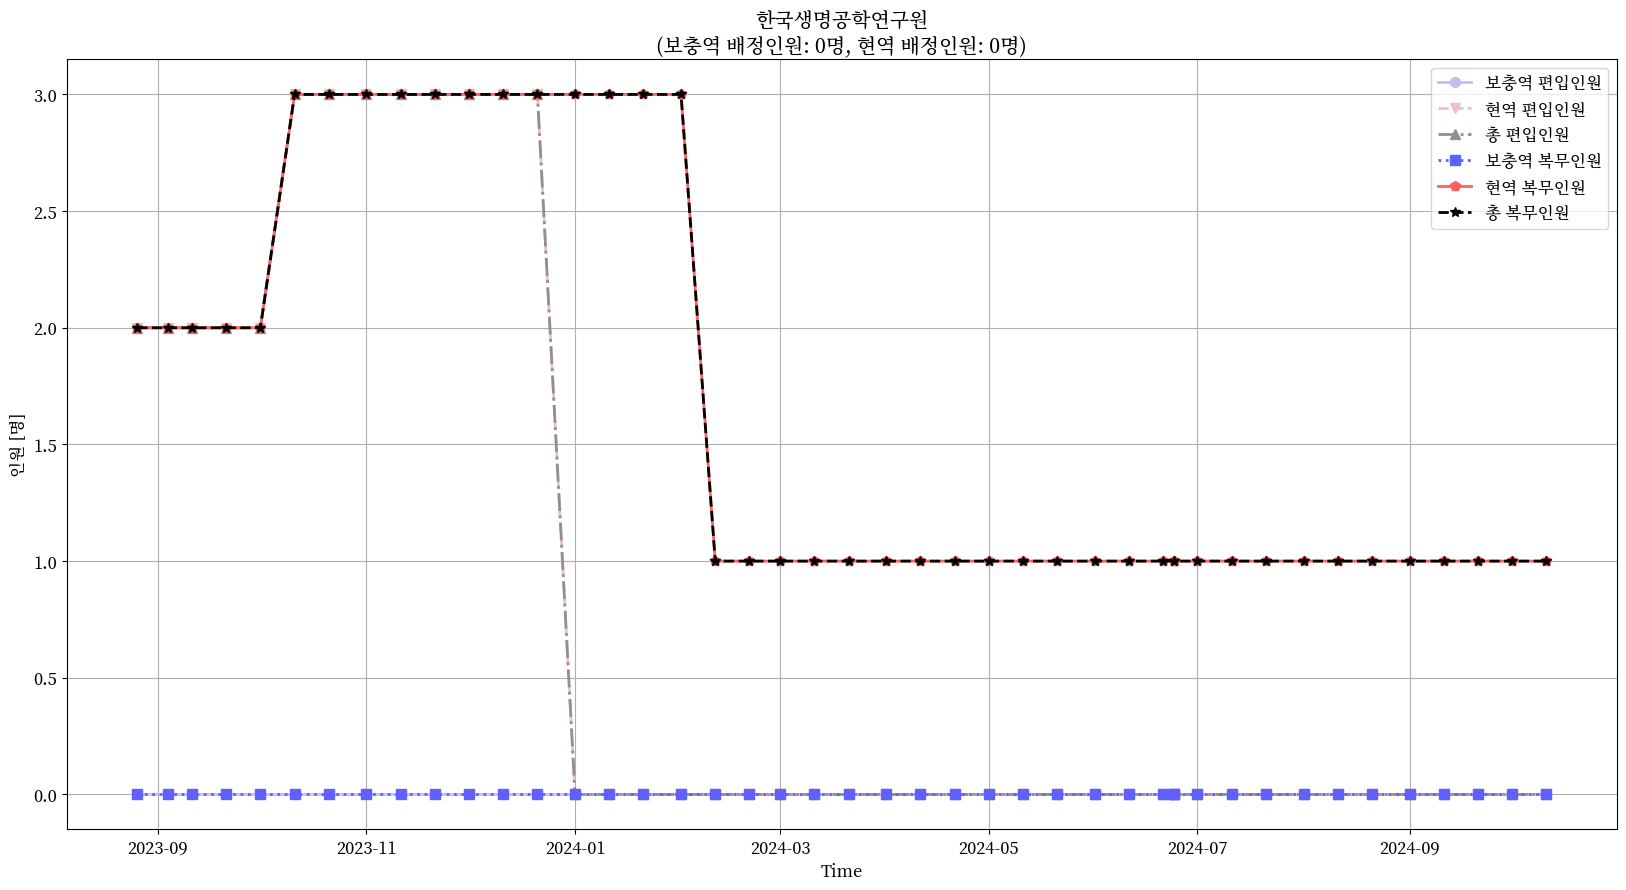 한국생명공학연구원
(보충역 배정인원: 0명, 현역 배정인원: 0명)
보충역 편입인원
현역 편입인원
총 편입인원
보충역 복무인원
현역 복무인원
총 복무인원
3.0
2.5
2.0
1.5
1.0
0.5
0.0
인원 [명]
2023-09
2023-11
2024-01
2024-03
2024-05
2024-07
2024-09
Time